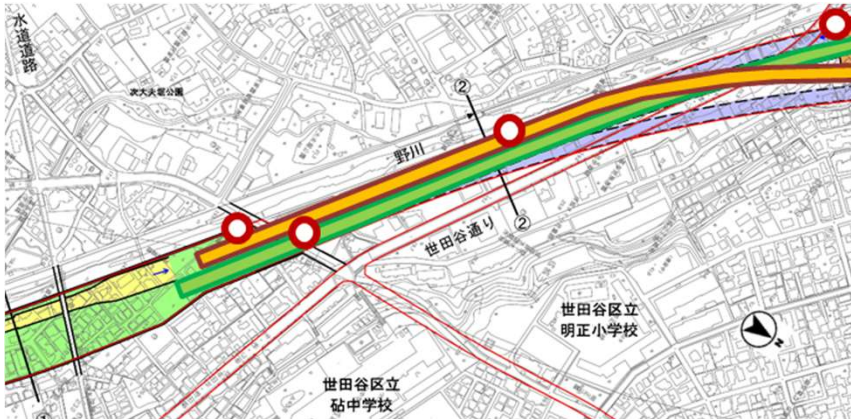 水道道路
次大夫堀公園
②
野川
②
世田谷通り
世田谷区立
明正小学校
N
世田谷区立
砧中学校